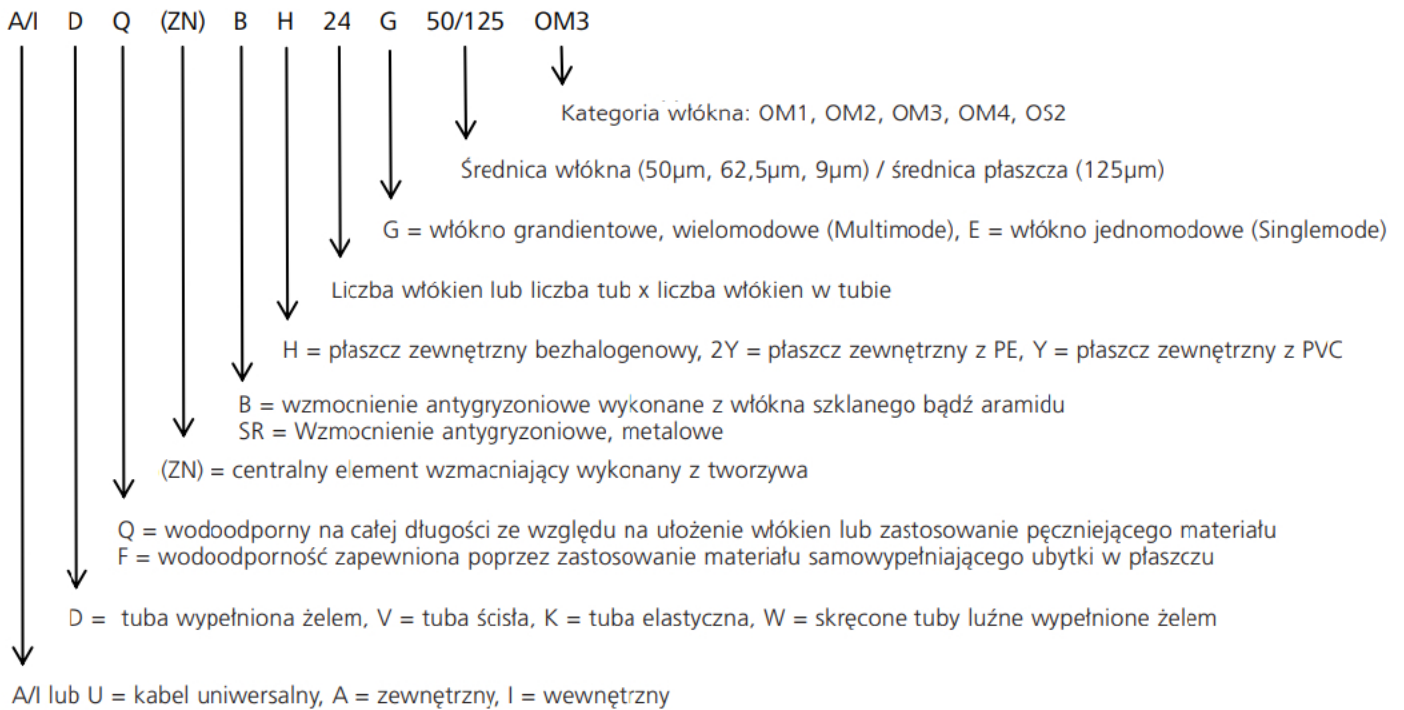 A/I D Q (ZN) B H 24 G 50/125 OM3
Kategoria włókna: OM1, OM2, OM3, OM4, OS2
Średnica włókna (50µm, 62,5µm, 9µm) / średnica płaszcza (125µm)
G = włókno grandientowe, wielomodowe (Multimode), E = włókno jednomodowe (Singlemode)
Liczba włókien lub liczba tub x liczba włókien w tubie
H = płaszcz zewnętrzny bezhalogenowy, 2Y = płaszcz zewnętrzny z PE, Y = płaszcz zewnętrzny z PVC
B = wzmocnienie antygryzoniowe wykonane z włókna szklanego bądź aramidu
SR = Wzmocnienie antygryzoniowe, metalowe
(ZN) = centralny element wzmacniający wykonany z tworzywa
Q = wodoodporny na całej długości ze względu na ułożenie włókien lub zastosowanie pęczniejącego materiału
F = wodoodporność zapewniona poprzez zastosowanie materiału samowypełniającego ubytki w płaszczu
D = tuba wypełniona żelem, V = tuba ścisła, K = tuba elastyczna, W = skręcone tuby luźne wypełnione żelem
A/I lub U = kabel uniwersalny, A = zewnętrzny, I = wewnętrzny